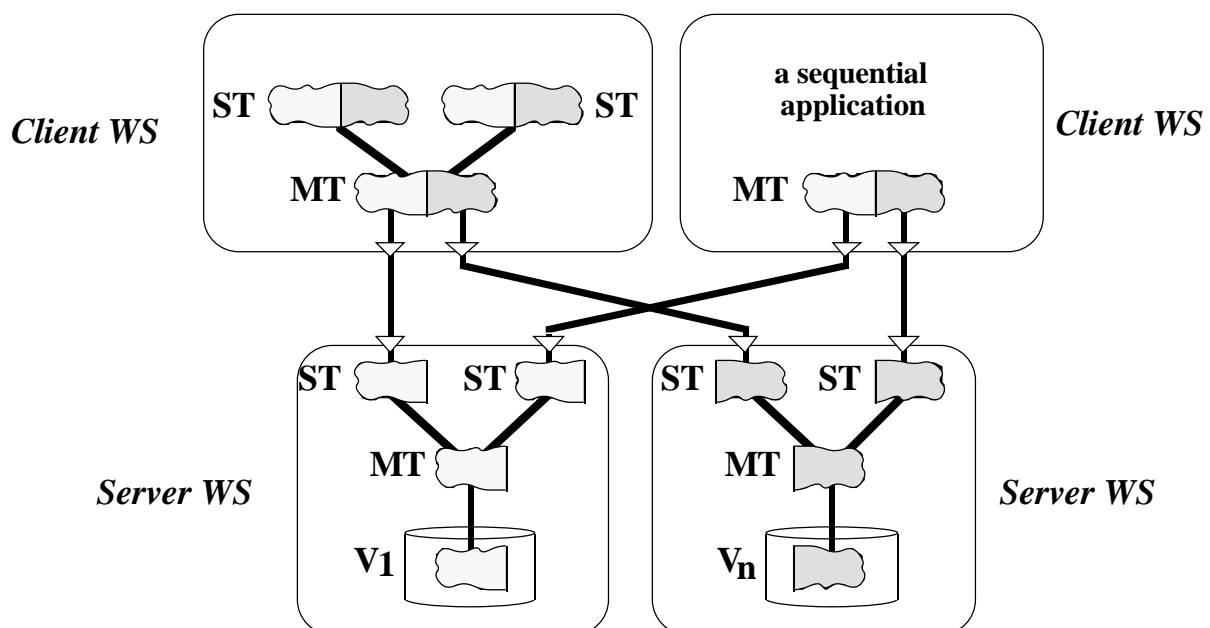 a sequential
application
ST
ST
Client WS
Client WS
MT
MT
ST
ST
ST
ST
MT
MT
Server WS
Server WS
V1
Vn